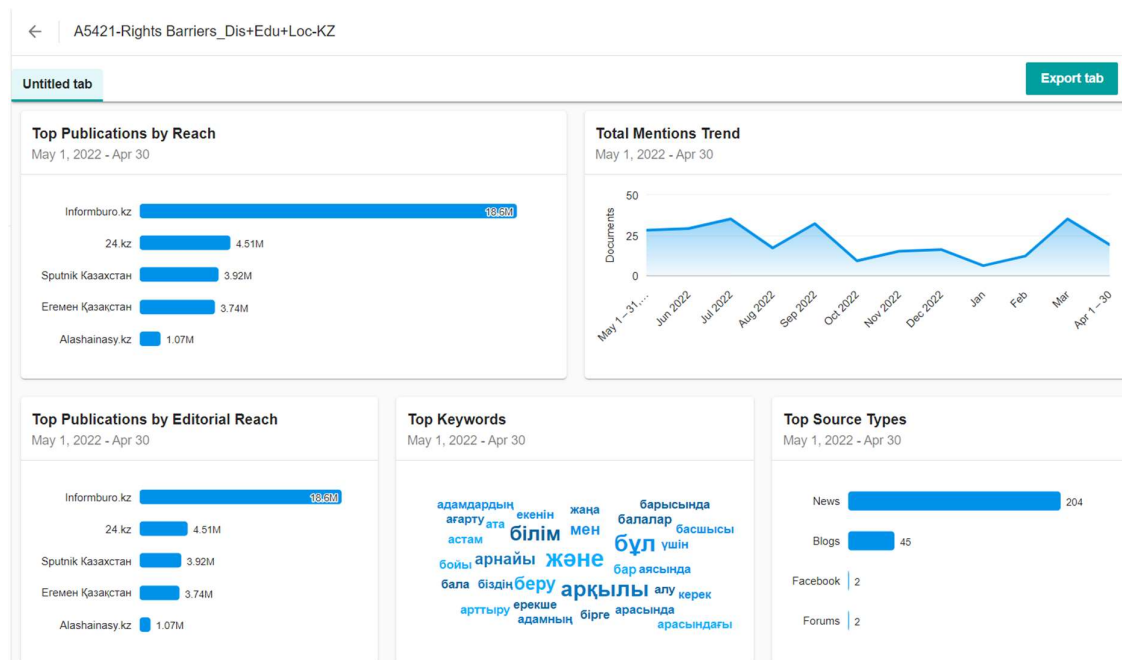 A5421-Rights Barriers_Dis+Edu+Loc-KZ
Untitled tab
Export tab
Top Publications by Reach
May 1, 2022 - Apr 30
Informburo.kz 18.6M
24.kz 4.51M
Sputnik Казахстан 3.92M
Егемен Қазақстан 3.74M
Alashainasy.kz 1.07M
Total Mentions Trend
May 1, 2022 - Apr 30
Documents
50
25
0
May 1 – 31,...
Jun 2022
Jul 2022
Aug 2022
Sep 2022
Oct 2022
Nov 2022
Dec 2022
Jan
Feb
Mar
Apr 1 – 30
Top Publications by Editorial Reach
May 1, 2022 - Apr 30
Informburo.kz 18.6M
24.kz 4.51M
Sputnik Казахстан 3.92M
Егемен Қазақстан 3.74M
Alashainasy.kz 1.07M
Top Keywords
May 1, 2022 - Apr 30
адамдардың екенін жаңа барысында
ағарту ата білім мен балалар басшысы
астам бұл үшін
бойы арнайы және бар аясында
бала біздің беру арқылы алу керек
арттыру ерекше адамның бірге арасында арасындағы
Top Source Types
May 1, 2022 - Apr 30
News 204
Blogs 45
Facebook 2
Forums 2